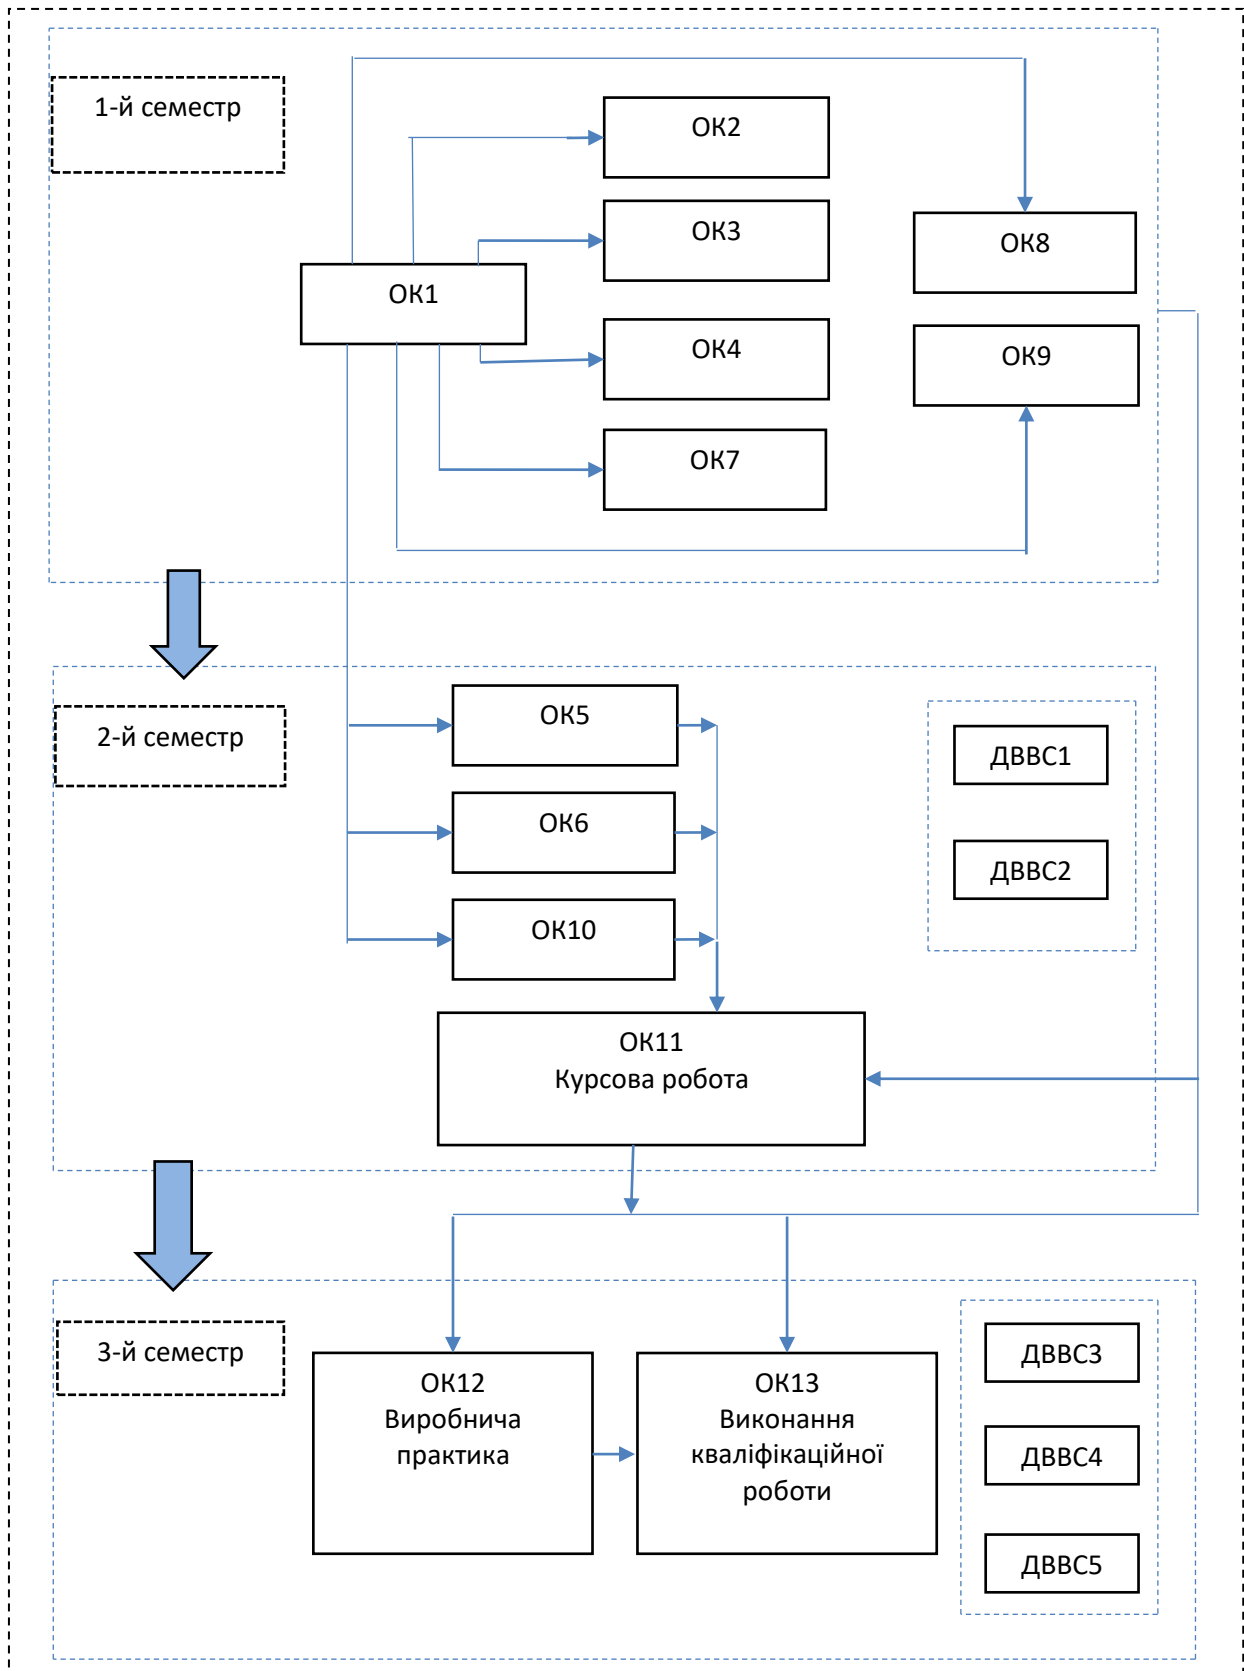 1-й семестр
ОК2
ОК3
ОК8
ОК1
ОК4
ОК9
ОК7
2-й семестр
ОК5
ДВВС1
ОК6
ДВВС2
ОК10
ОК11
Курсова робота
3-й семестр
ОК12
Виробнича
практика
ОК13
Виконання
кваліфікаційної
роботи
ДВВС3
ДВВС4
ДВВС5